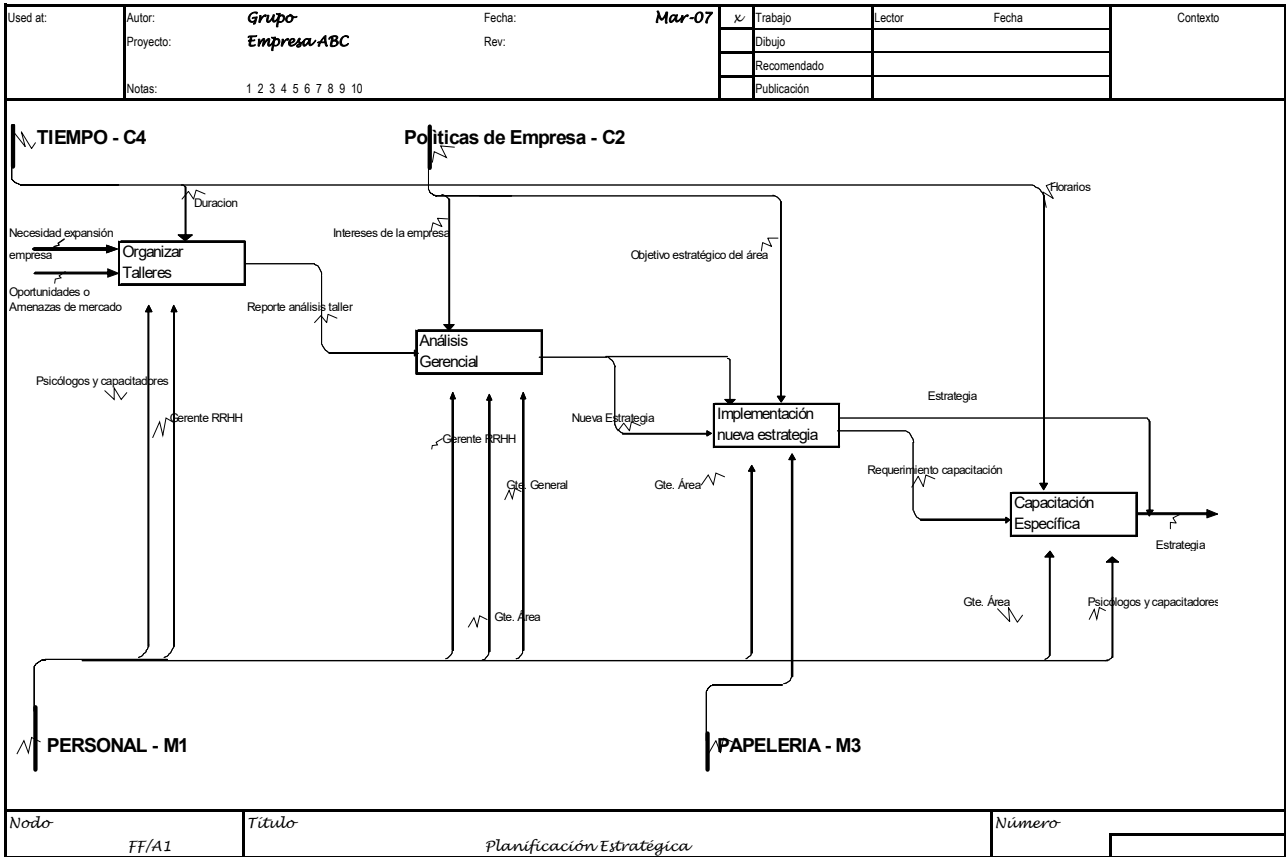 Used at:
Autor: Grupo Fecha: Mar-07 x Trabajo Lector Fecha Contexto
Proyecto: Empresa ABC Rev: Dibujo
Recomendado
Notas: 1 2 3 4 5 6 7 8 9 10 Publicación
TIEMPO - C4
Polìticas de Empresa - C2
Duracion
Horarios
Necesidad expansión
empresa
Intereses de la empresa
Objetivo estratégico del área
Organizar
Talleres
Oportunidades o
Amenazas de mercado
Reporte análisis taller
Análisis
Gerencial
Psicólogos y capacitadores
Gerente RRHH
Nueva Estrategia
Implementación
nueva estrategia
Estrategia
Gerente RRHH
Gte. General
Gte. Área
Requerimiento capacitación
Capacitación
Específica
Estrategia
Gte. Área
Gte. Área
Psicólogos y capacitadores
PERSONAL - M1
PAPELERIA - M3
Nodo Título Número
FF/A1 Planificación Estratégica